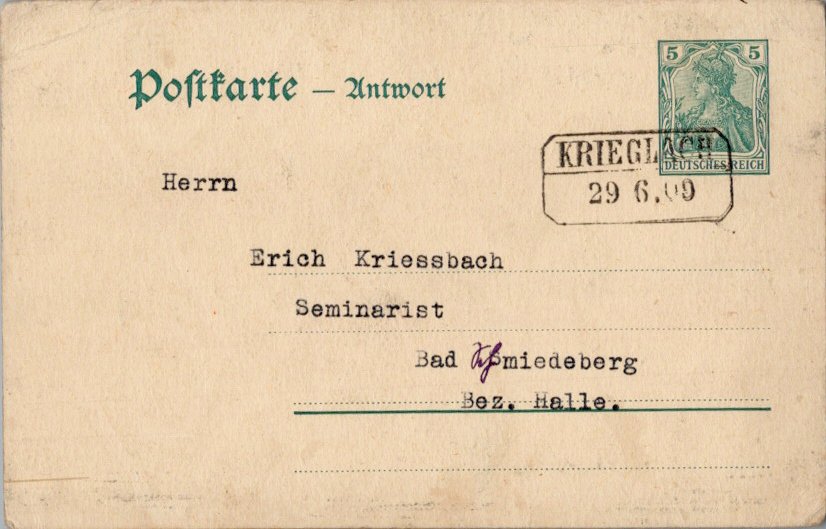 Postkarte — Antwort
5 5
DEUTSCHES REICH
KRIEGLACH
29 6.09
Herrn
Erich Kriessbach
Seminarist
Bad Schmiedeberg
Bez. Halle.